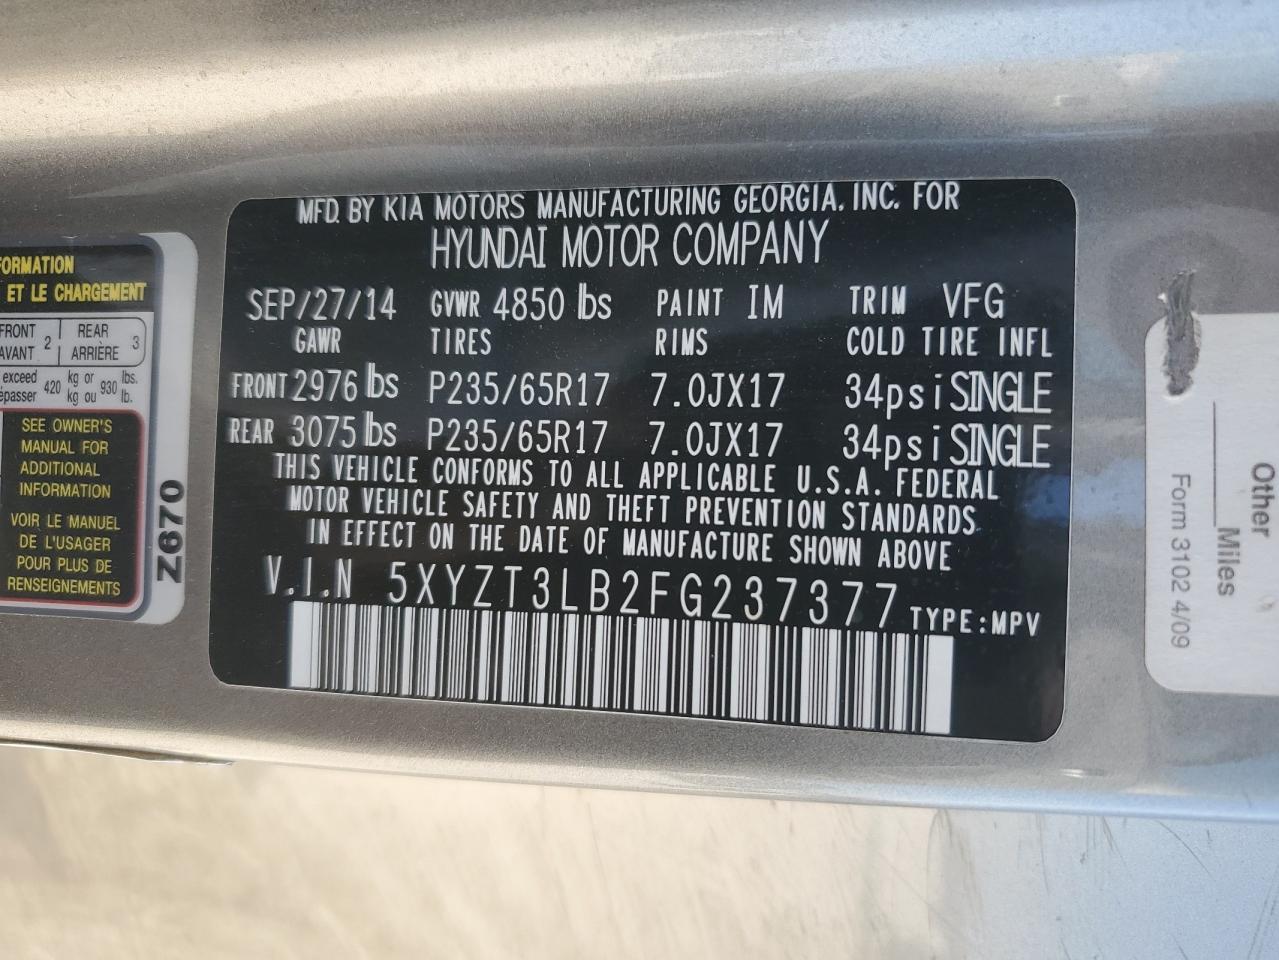 MFD. BY KIA MOTORS MANUFACTURING GEORGIA, INC. FOR
HYUNDAI MOTOR COMPANY
SEP/27/14 GVWR 4850 lbs PAINT IM TRIM VFG
GAWR TIRES RIMS COLD TIRE INFL
FRONT 2976 lbs P235/65R17 7.0JX17 34psi SINGLE
REAR 3075 lbs P235/65R17 7.0JX17 34psi SINGLE
THIS VEHICLE CONFORMS TO ALL APPLICABLE U.S.A. FEDERAL
MOTOR VEHICLE SAFETY AND THEFT PREVENTION STANDARDS
IN EFFECT ON THE DATE OF MANUFACTURE SHOWN ABOVE
V.I.N 5XYZT3LB2FG237377 TYPE:MPV
ET LE CHARGEMENT
FRONT 2 REAR 3
ARRIÈRE
exceed 420 kg or 930 lbs.
kg ou lb.
SEE OWNER'S
MANUAL FOR
ADDITIONAL
INFORMATION
VOIR LE MANUEL
DE L'USAGER
POUR PLUS DE
RENSEIGNEMENTS
Z670
Other
Miles
Form 3102 4/09